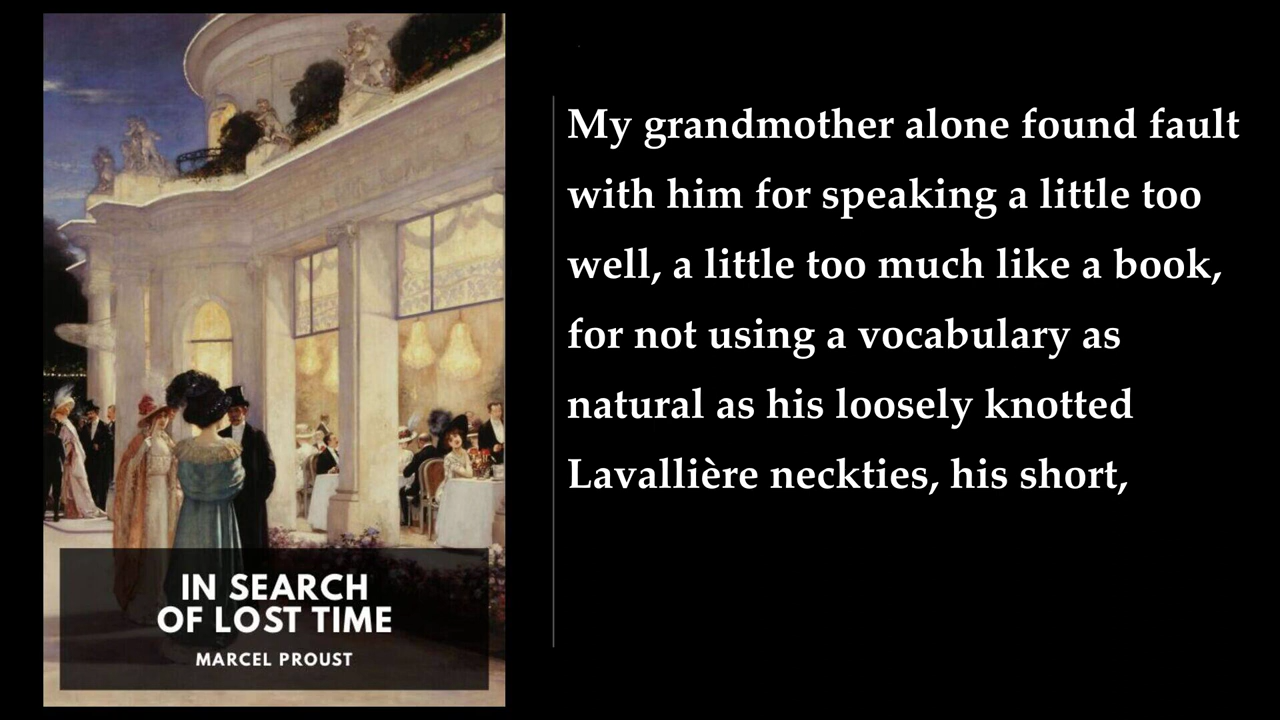 IN SEARCH
OF LOST TIME
MARCEL PROUST
My grandmother alone found fault
with him for speaking a little too
well, a little too much like a book,
for not using a vocabulary as
natural as his loosely knotted
Lavallière neckties, his short,